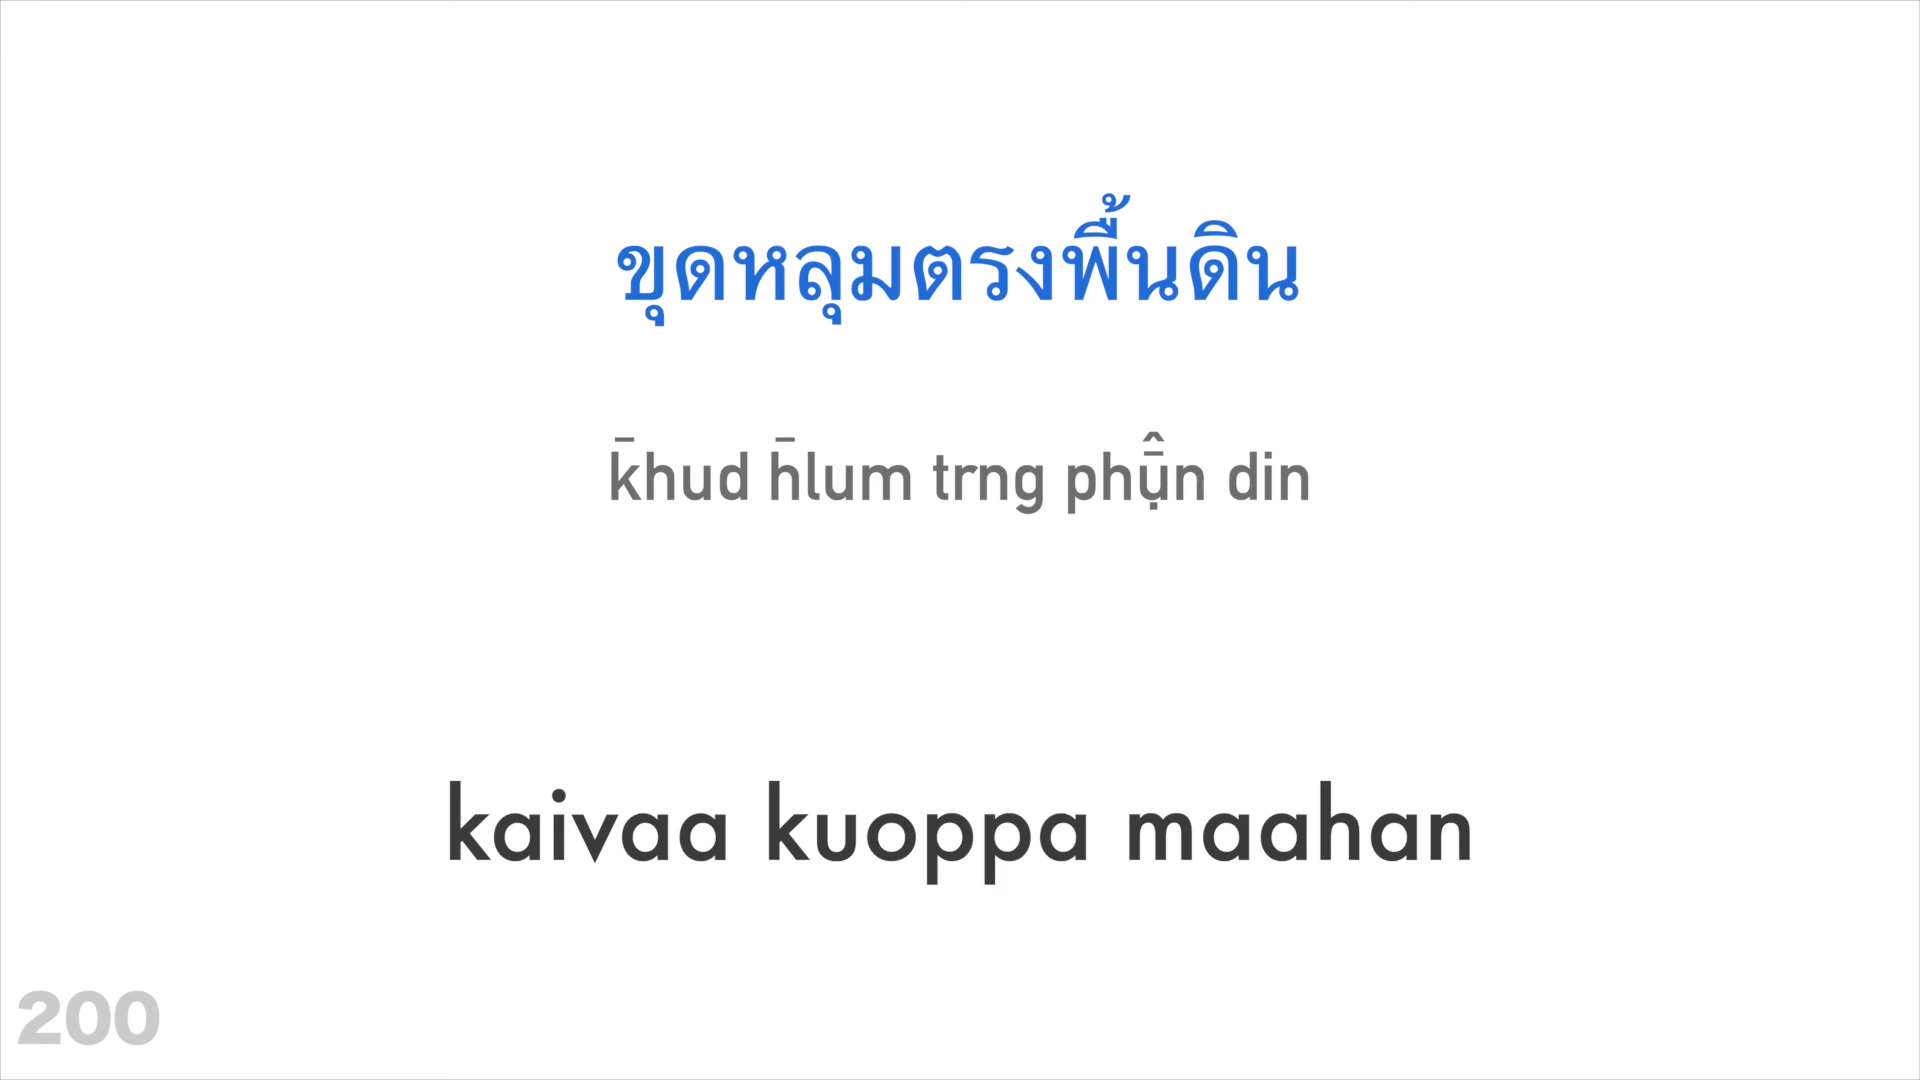 ขุดหลุมตรงพื้นดิน
k̄hud h̄lum trng phụ̄̂n din
kaivaa kuoppa maahan
200